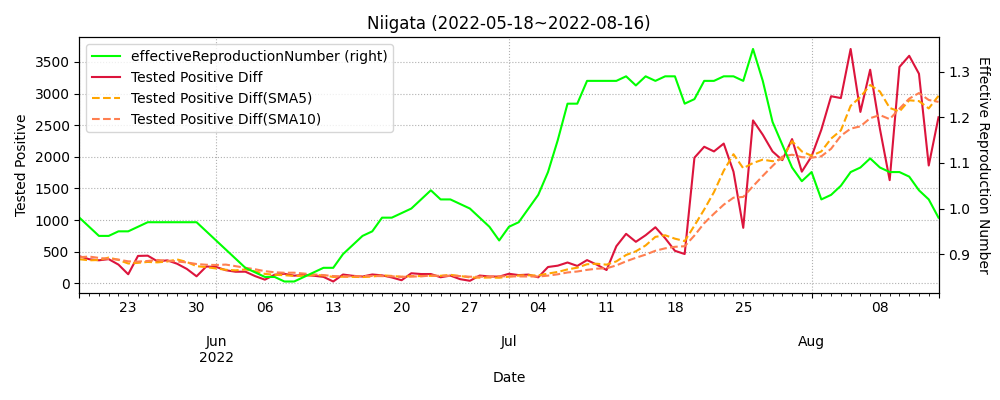 Niigata (2022-05-18~2022-08-16)
effectiveReproductionNumber (right)
Tested Positive Diff
Tested Positive Diff(SMA5)
Tested Positive Diff(SMA10)
Tested Positive
3500
3000
2500
2000
1500
1000
500
0
1.3
1.2
1.1
1.0
0.9
Effective Reproduction Number
23 30 06 13 20 27 04 11 18 25 08
Jun Jul Aug
2022
Date